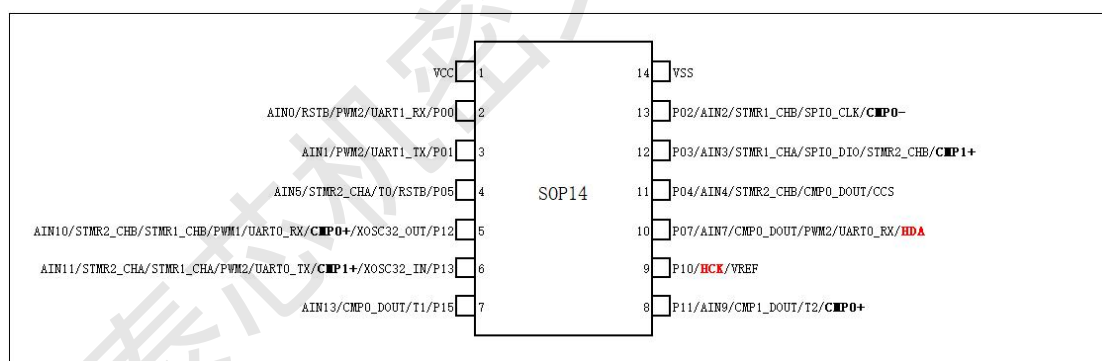 VCC 1 14 VSS
AIN0/RSTB/PWM2/UART1_RX/P00 2 13 P02/AIN2/STMR1_CHB/SPI0_CLK/CMP0-
AIN1/PWM2/UART1_TX/P01 3 12 P03/AIN3/STMR1_CHA/SPI0_DIO/STMR2_CHB/CMP1+
AIN5/STMR2_CHA/T0/RSTB/P05 4 SOP14 11 P04/AIN4/STMR2_CHB/CMP0_DOUT/CCS
AIN10/STMR2_CHB/STMR1_CHB/PWM1/UART0_RX/CMP0+/XOSC32_OUT/P12 5 10 P07/AIN7/CMP0_DOUT/PWM2/UART0_RX/HDA
AIN11/STMR2_CHA/STMR1_CHA/PWM2/UART0_TX/CMP1+/XOSC32_IN/P13 6 9 P10/HCK/VREF
AIN13/CMP0_DOUT/T1/P15 7 8 P11/AIN9/CMP1_DOUT/T2/CMP0+
泰芯机密